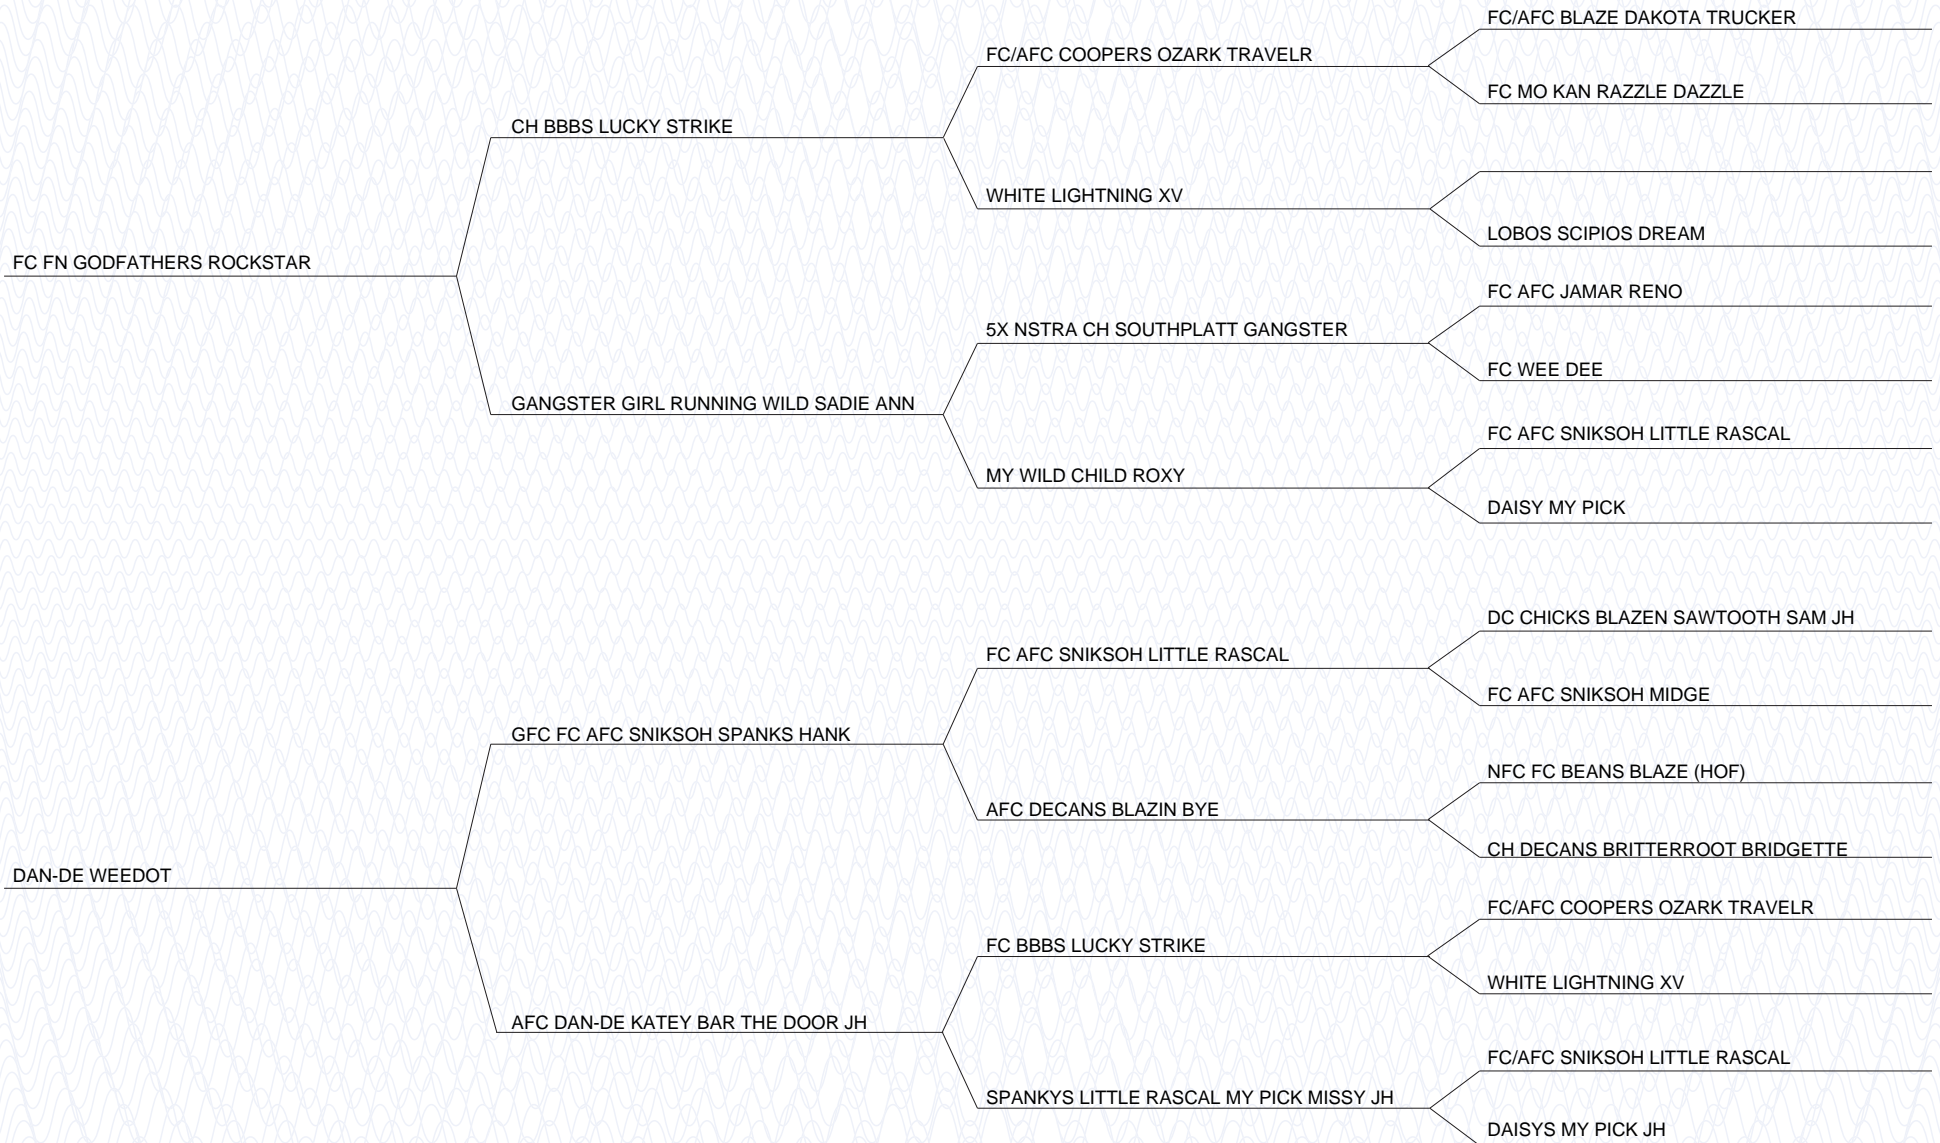 FC/AFC BLAZE DAKOTA TRUCKER
FC/AFC COOPERS OZARK TRAVELR
FC MO KAN RAZZLE DAZZLE
CH BBBS LUCKY STRIKE
WHITE LIGHTNING XV
LOBOS SCIPIOS DREAM
FC FN GODFATHERS ROCKSTAR
FC AFC JAMAR RENO
5X NSTRA CH SOUTHPLATT GANGSTER
FC WEE DEE
GANGSTER GIRL RUNNING WILD SADIE ANN
FC AFC SNIKSOH LITTLE RASCAL
MY WILD CHILD ROXY
DAISY MY PICK
DC CHICKS BLAZEN SAWTOOTH SAM JH
FC AFC SNIKSOH LITTLE RASCAL
FC AFC SNIKSOH MIDGE
GFC FC AFC SNIKSOH SPANKS HANK
NFC FC BEANS BLAZE (HOF)
AFC DECANS BLAZIN BYE
CH DECANS BRITTERROOT BRIDGETTE
DAN-DE WEEDOT
FC/AFC COOPERS OZARK TRAVELR
FC BBBS LUCKY STRIKE
WHITE LIGHTNING XV
AFC DAN-DE KATEY BAR THE DOOR JH
FC/AFC SNIKSOH LITTLE RASCAL
SPANKYS LITTLE RASCAL MY PICK MISSY JH
DAISYS MY PICK JH